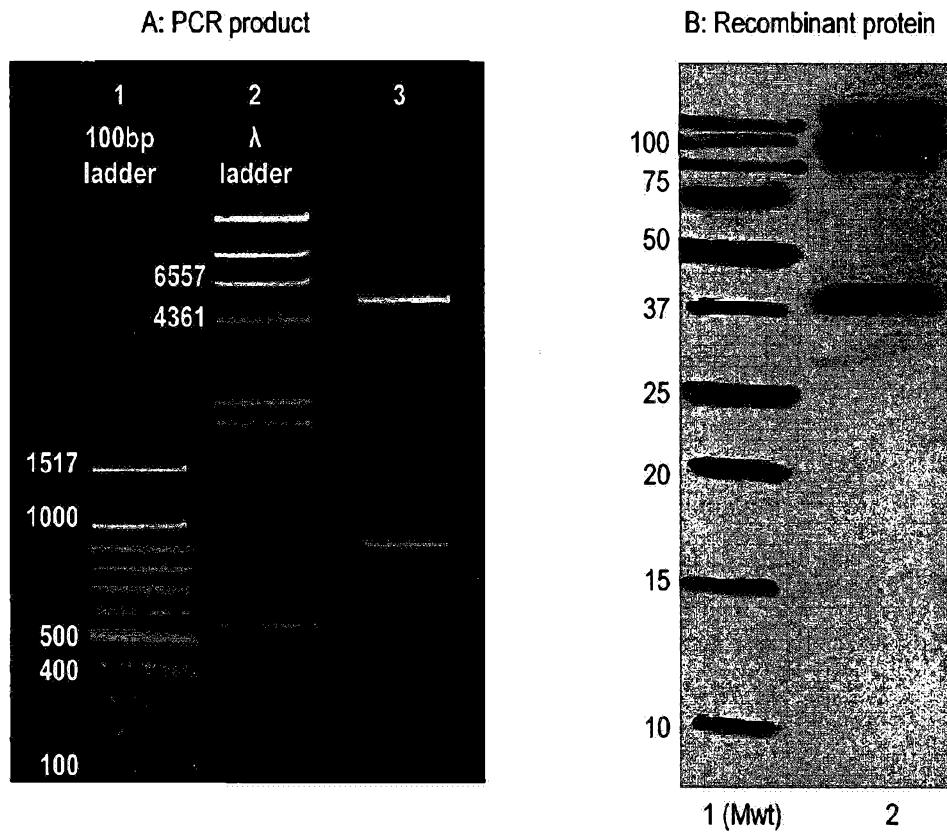 A: PCR product
1 2 3
100bp ladder
λ ladder
6557
4361
1517
1000
500
400
100
B: Recombinant protein
100
75
50
37
25
20
15
10
1 (Mwt) 2